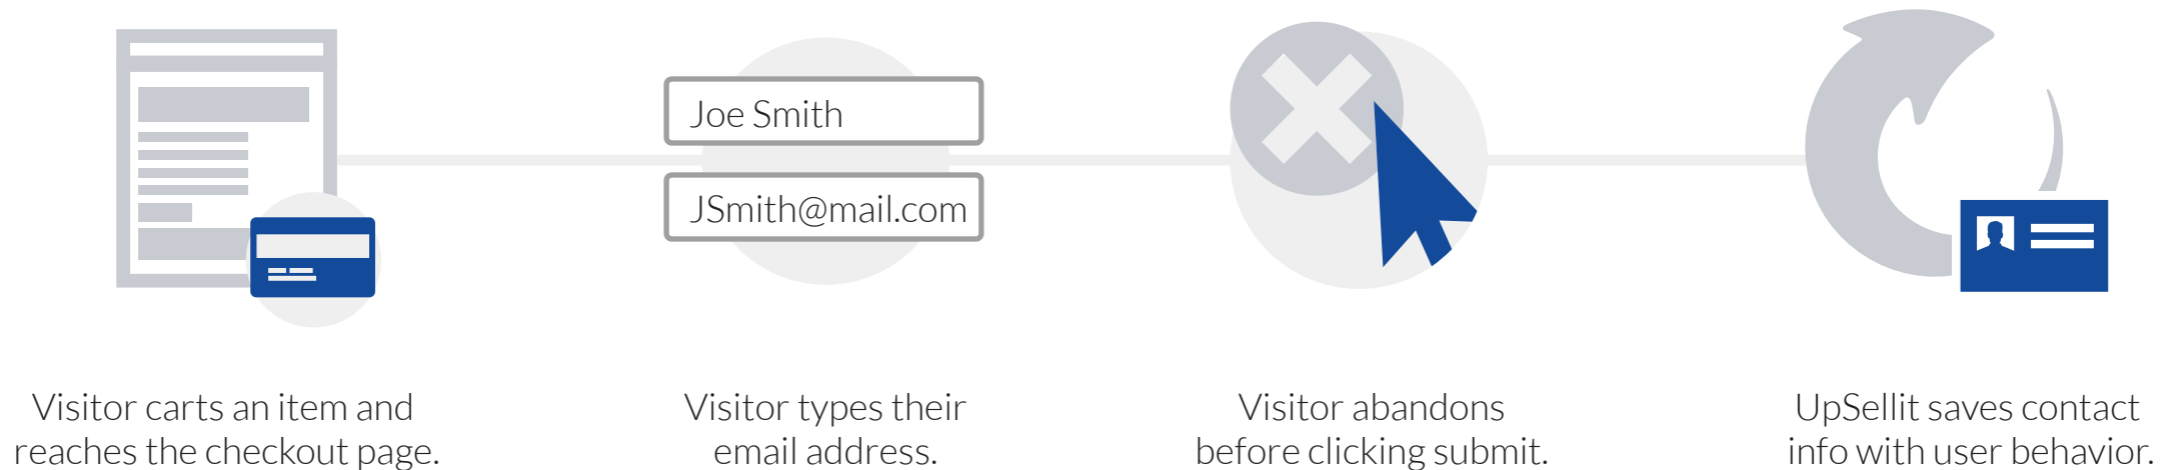 Joe Smith
JSmith@mail.com
Visitor carts an item and
reaches the checkout page.
Visitor types their
email address.
Visitor abandons
before clicking submit.
UpSellit saves contact
info with user behavior.